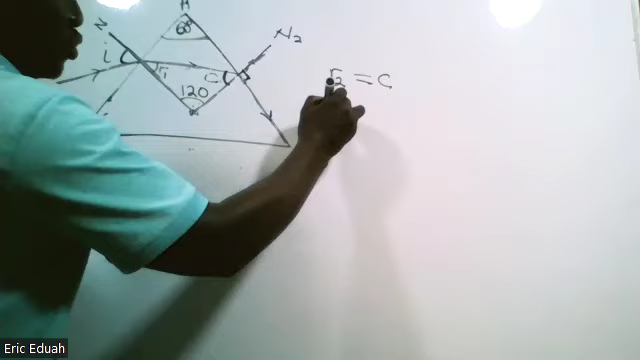 A
60°
N
N₂
i
r₁
C
120
r₂ = C
Eric Eduah